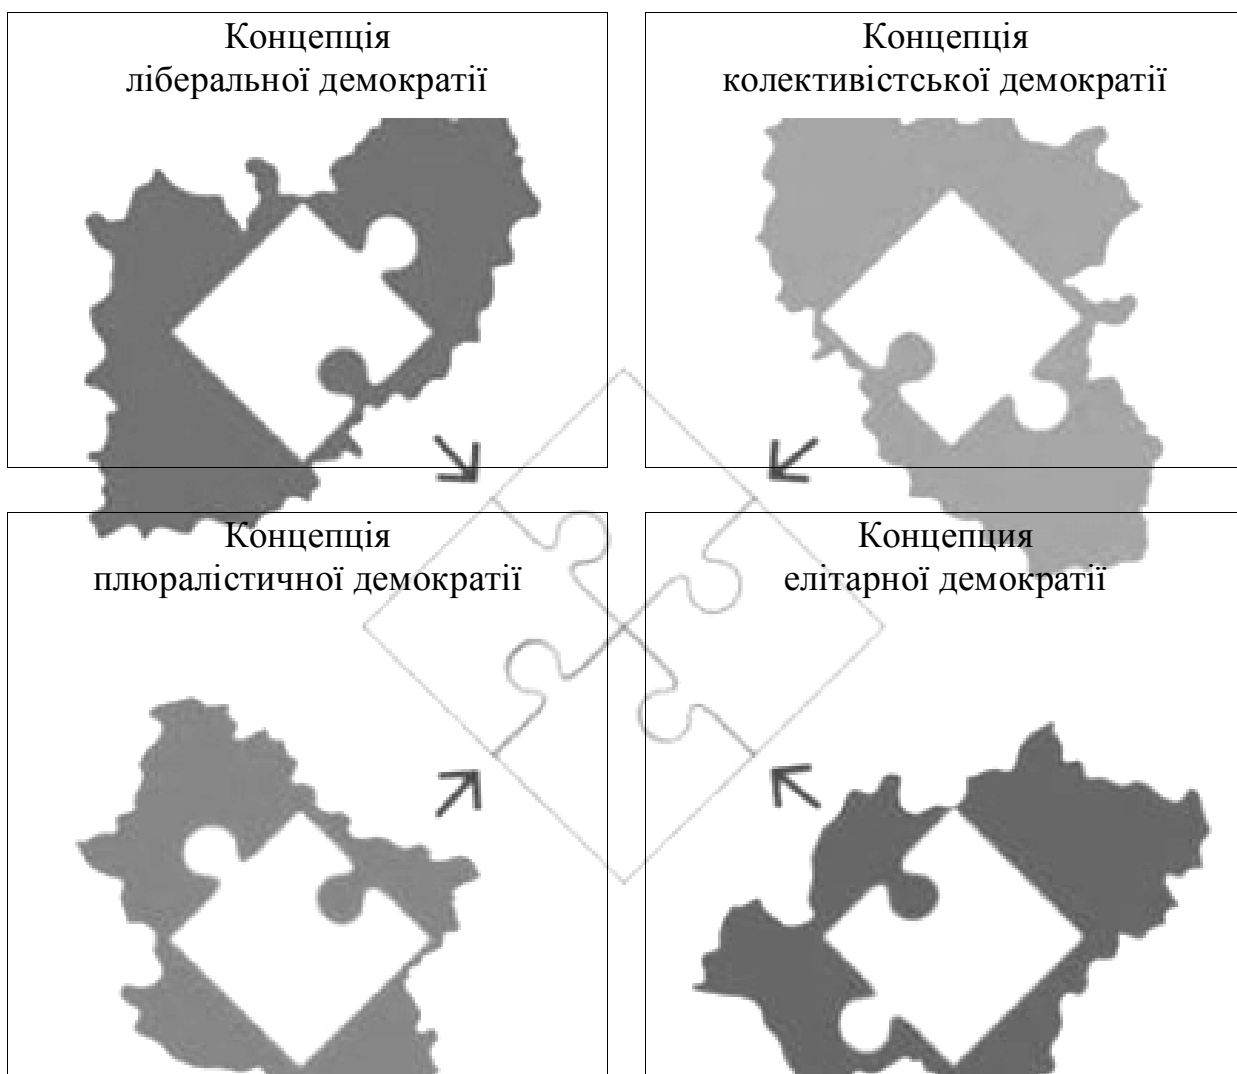 Концепція
ліберальної демократії
Концепція
колективістської демократії
Концепція
плюралістичної демократії
Концепция
елітарної демократії